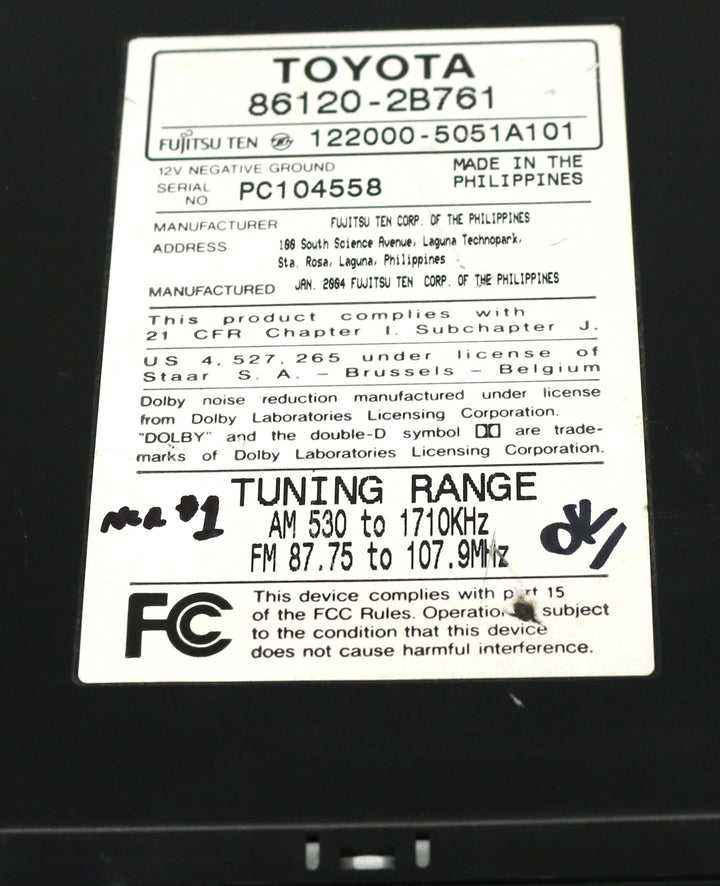 TOYOTA
86120-2B761
FUJITSU TEN 122000-5051A101
12V NEGATIVE GROUND
MADE IN THE
PHILIPPINES
SERIAL
NO. PC104558
MANUFACTURER FUJITSU TEN CORP. OF THE PHILIPPINES
ADDRESS 100 South Science Avenue, Laguna Technopark,
Sta. Rosa, Laguna, Philippines
MANUFACTURED JAN. 2004 FUJITSU TEN CORP. OF THE PHILIPPINES
This product complies with
21 CFR Chapter I. Subchapter J.
US 4,527,265 under license of
Staar S.A. – Brussels – Belgium
Dolby noise reduction manufactured under license
from Dolby Laboratories Licensing Corporation.
"DOLBY" and the double-D symbol are trade-
marks of Dolby Laboratories Licensing Corporation.
TUNING RANGE
AM 530 to 1710KHz
FM 87.75 to 107.9MHz
#1
OK
FC
This device complies with part 15
of the FCC Rules. Operation subject
to the condition that this device
does not cause harmful interference.